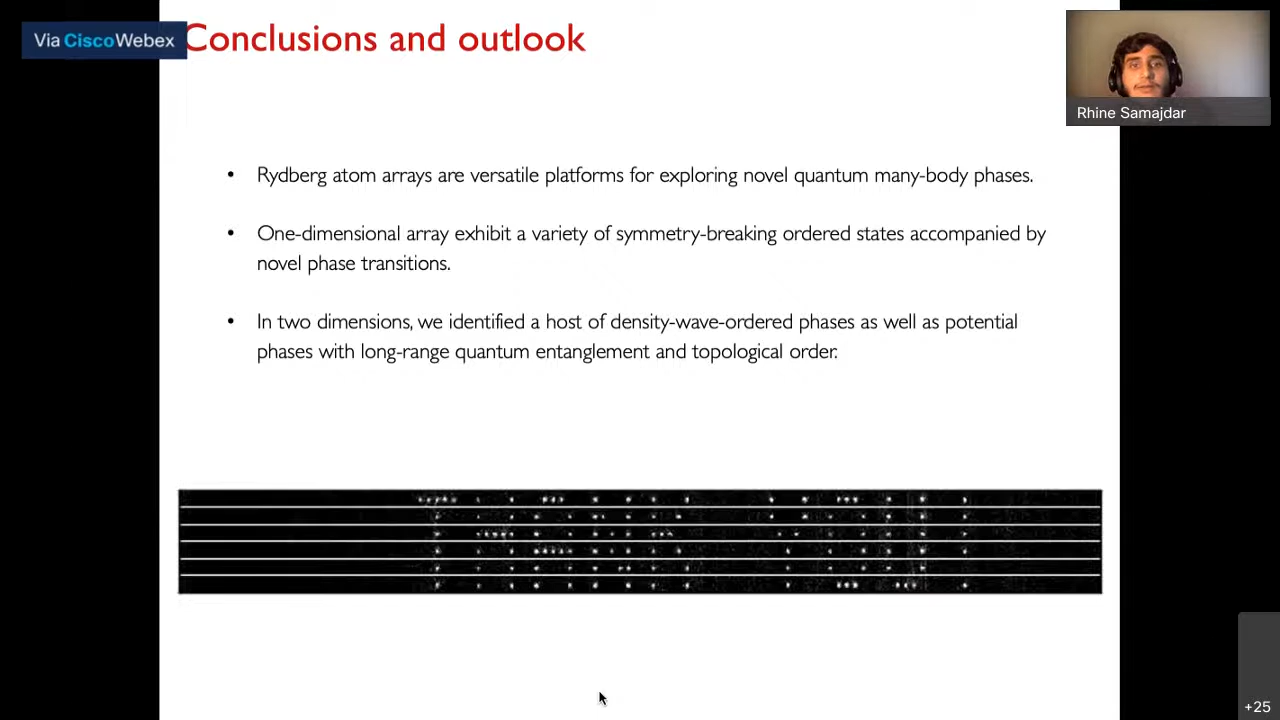 Via CiscoWebex
Conclusions and outlook
Rhine Samajdar
• Rydberg atom arrays are versatile platforms for exploring novel quantum many-body phases.
• One-dimensional array exhibit a variety of symmetry-breaking ordered states accompanied by
novel phase transitions.
• In two dimensions, we identified a host of density-wave-ordered phases as well as potential
phases with long-range quantum entanglement and topological order.
THANK YOU!
+25